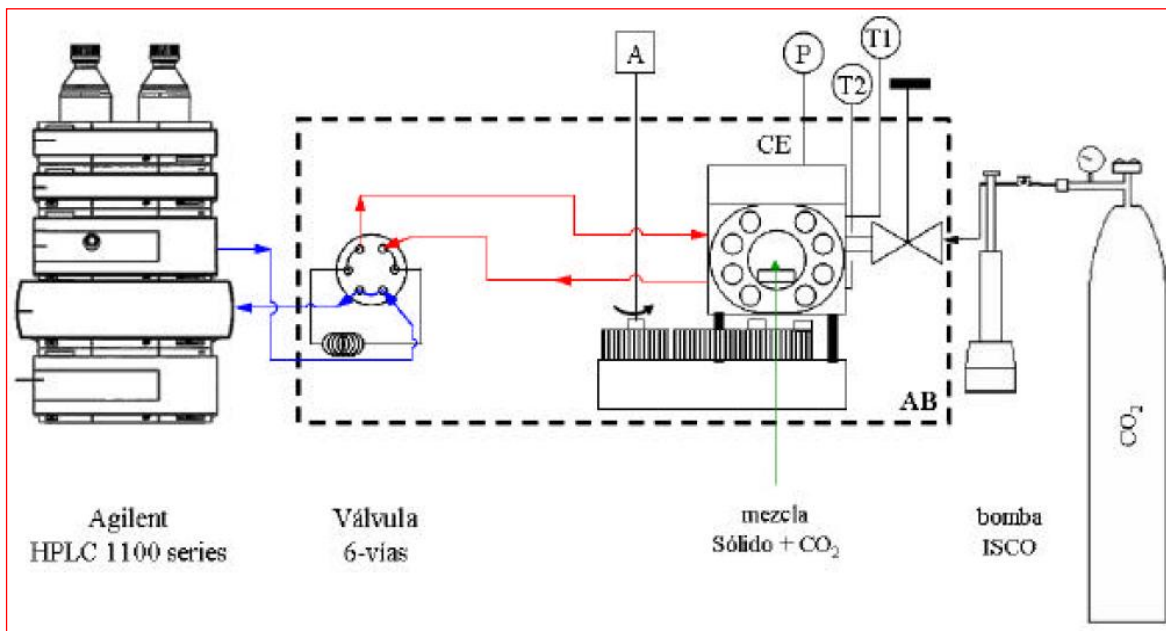 A
P
T1
T2
CE
AB
CO₂
Agilent
HPLC 1100 series
Válvula
6-vías
mezcla
Sólido + CO₂
bomba
ISCO